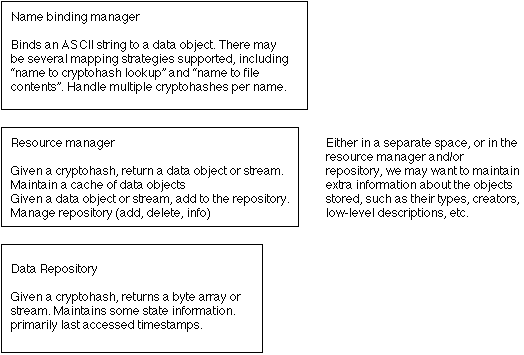 Name binding manager
Binds an ASCII string to a data object. There may
be several mapping strategies supported, including
“name to cryptohash lookup” and “name to file
contents”. Handle multiple cryptohashes per name.
Resource manager
Given a cryptohash, return a data object or stream.
Maintain a cache of data objects
Given a data object or stream, add to the repository.
Manage repository (add, delete, info)
Either in a separate space, or in the
resource manager and/or
repository, we may want to maintain
extra information about the objects
stored, such as their types, creators,
low-level descriptions, etc.
Data Repository
Given a cryptohash, returns a byte array or
stream. Maintains some state information.
primarily last accessed timestamps.